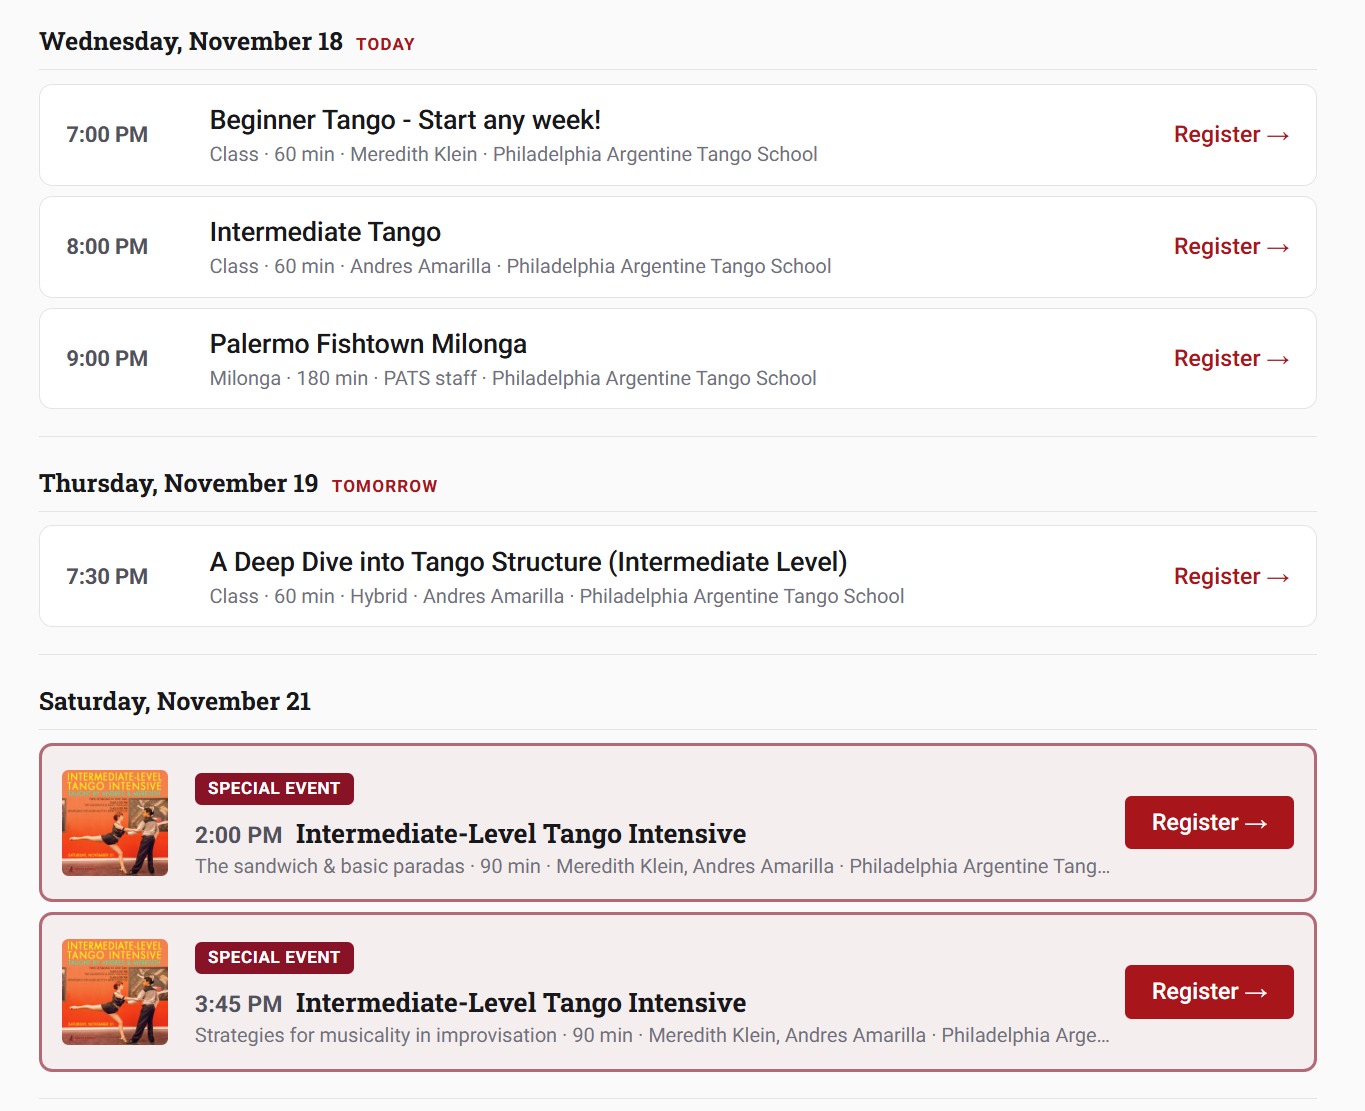 Wednesday, November 18 TODAY
7:00 PM
Beginner Tango - Start any week!
Class · 60 min · Meredith Klein · Philadelphia Argentine Tango School
Register →
8:00 PM
Intermediate Tango
Class · 60 min · Andres Amarilla · Philadelphia Argentine Tango School
Register →
9:00 PM
Palermo Fishtown Milonga
Milonga · 180 min · PATS staff · Philadelphia Argentine Tango School
Register →
Thursday, November 19 TOMORROW
7:30 PM
A Deep Dive into Tango Structure (Intermediate Level)
Class · 60 min · Hybrid · Andres Amarilla · Philadelphia Argentine Tango School
Register →
Saturday, November 21
INTERMEDIATE-LEVEL
TANGO INTENSIVE
SPECIAL EVENT
2:00 PM Intermediate-Level Tango Intensive
The sandwich & basic paradas · 90 min · Meredith Klein, Andres Amarilla · Philadelphia Argentine Tang...
Register →
INTERMEDIATE-LEVEL
TANGO INTENSIVE
SPECIAL EVENT
3:45 PM Intermediate-Level Tango Intensive
Strategies for musicality in improvisation · 90 min · Meredith Klein, Andres Amarilla · Philadelphia Arge...
Register →